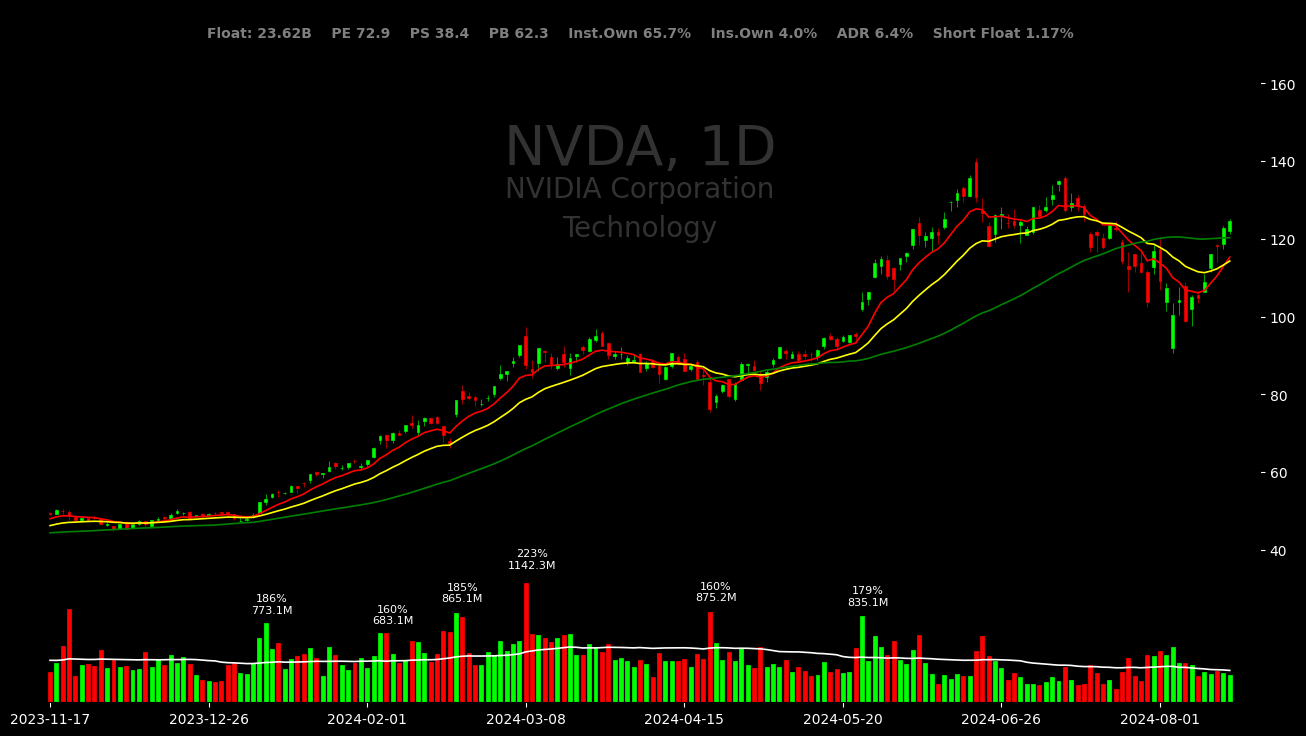 Float: 23.62B PE 72.9 PS 38.4 PB 62.3 Inst.Own 65.7% Ins.Own 4.0% ADR 6.4% Short Float 1.17%
NVDA, 1D
NVIDIA Corporation
Technology
160
140
120
100
80
60
40
186%
773.1M
160%
683.1M
185%
865.1M
223%
1142.3M
160%
875.2M
179%
835.1M
2023-11-17
2023-12-26
2024-02-01
2024-03-08
2024-04-15
2024-05-20
2024-06-26
2024-08-01